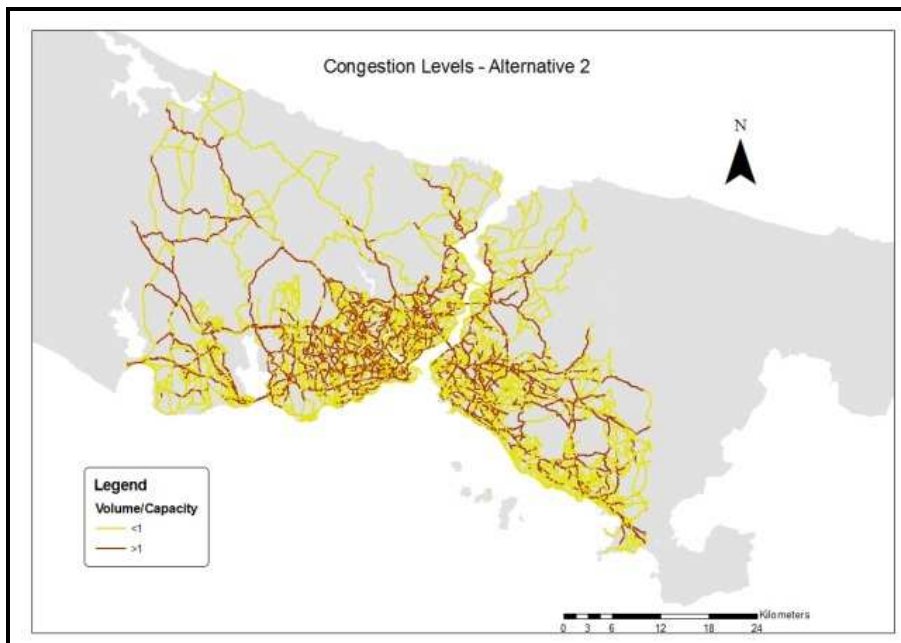 Congestion Levels - Alternative 2
N
Legend
Volume/Capacity
<1
>1
Kilometers
0 3 6 12 18 24